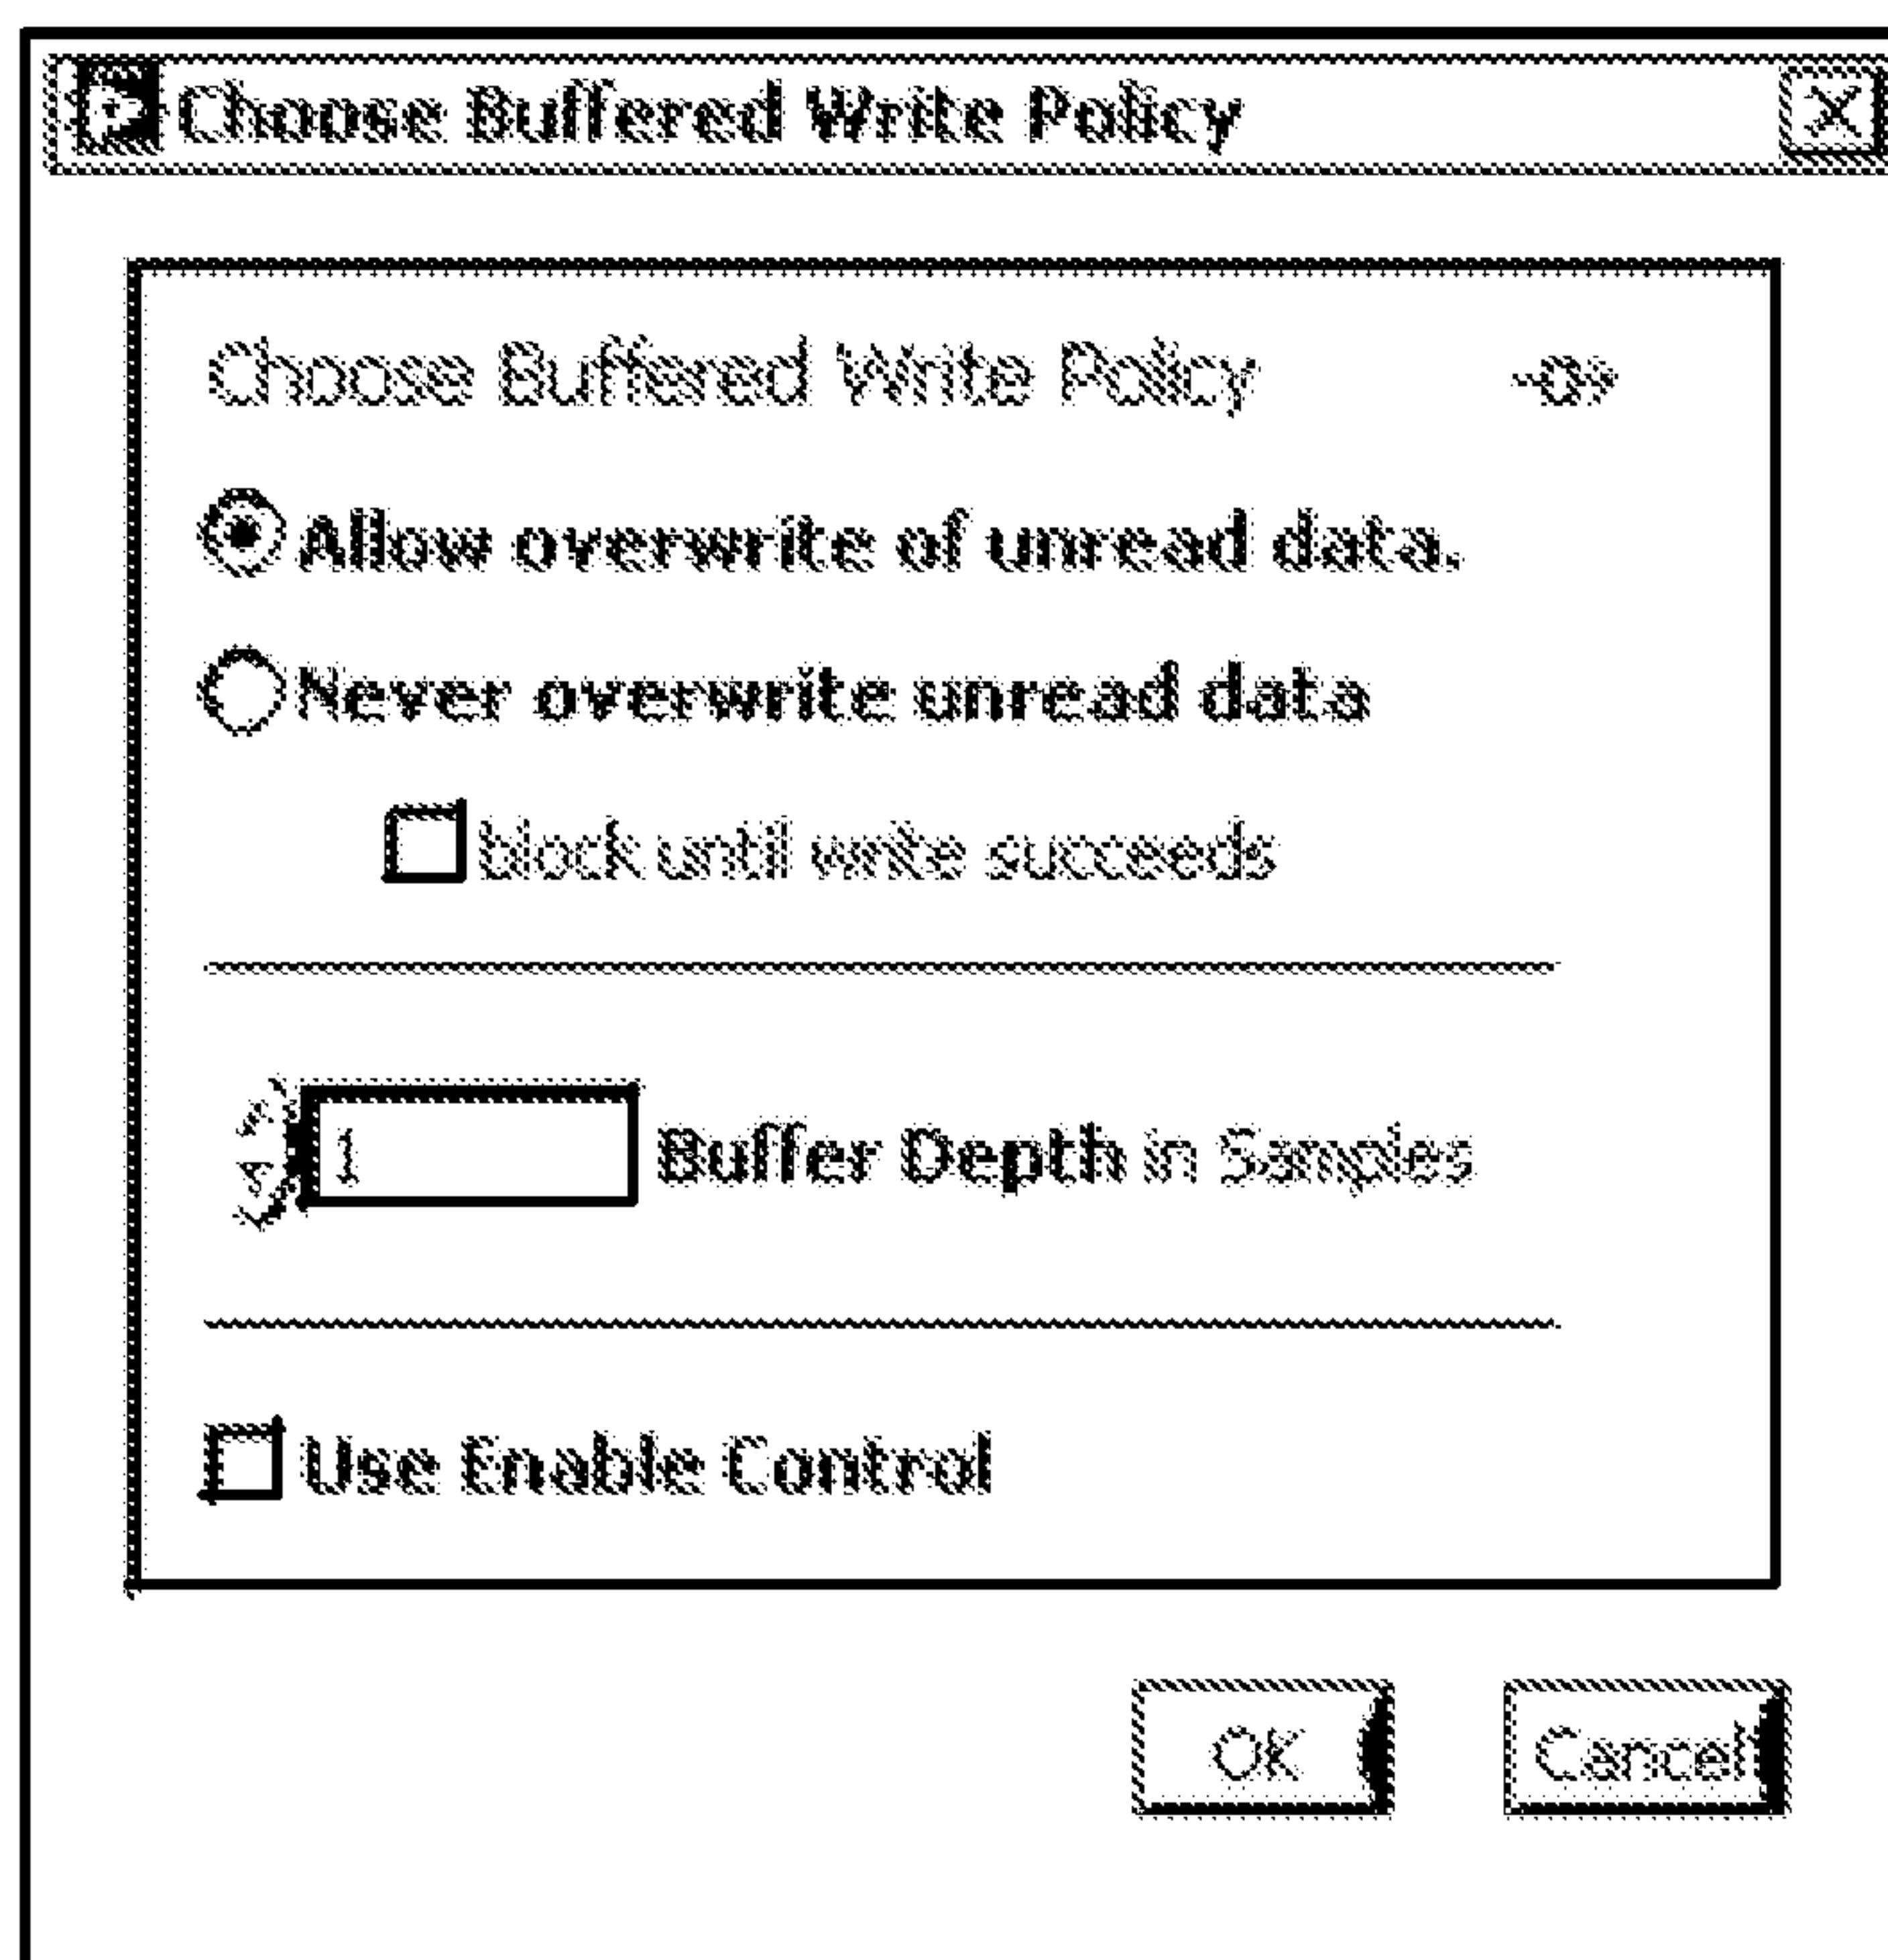 Choose Buffered Write Policy
Choose Buffered Write Policy
Allow overwrite of unread data.
Never overwrite unread data
block until write succeeds
1 Buffer Depth in Samples
Use Enable Control
OK Cancel